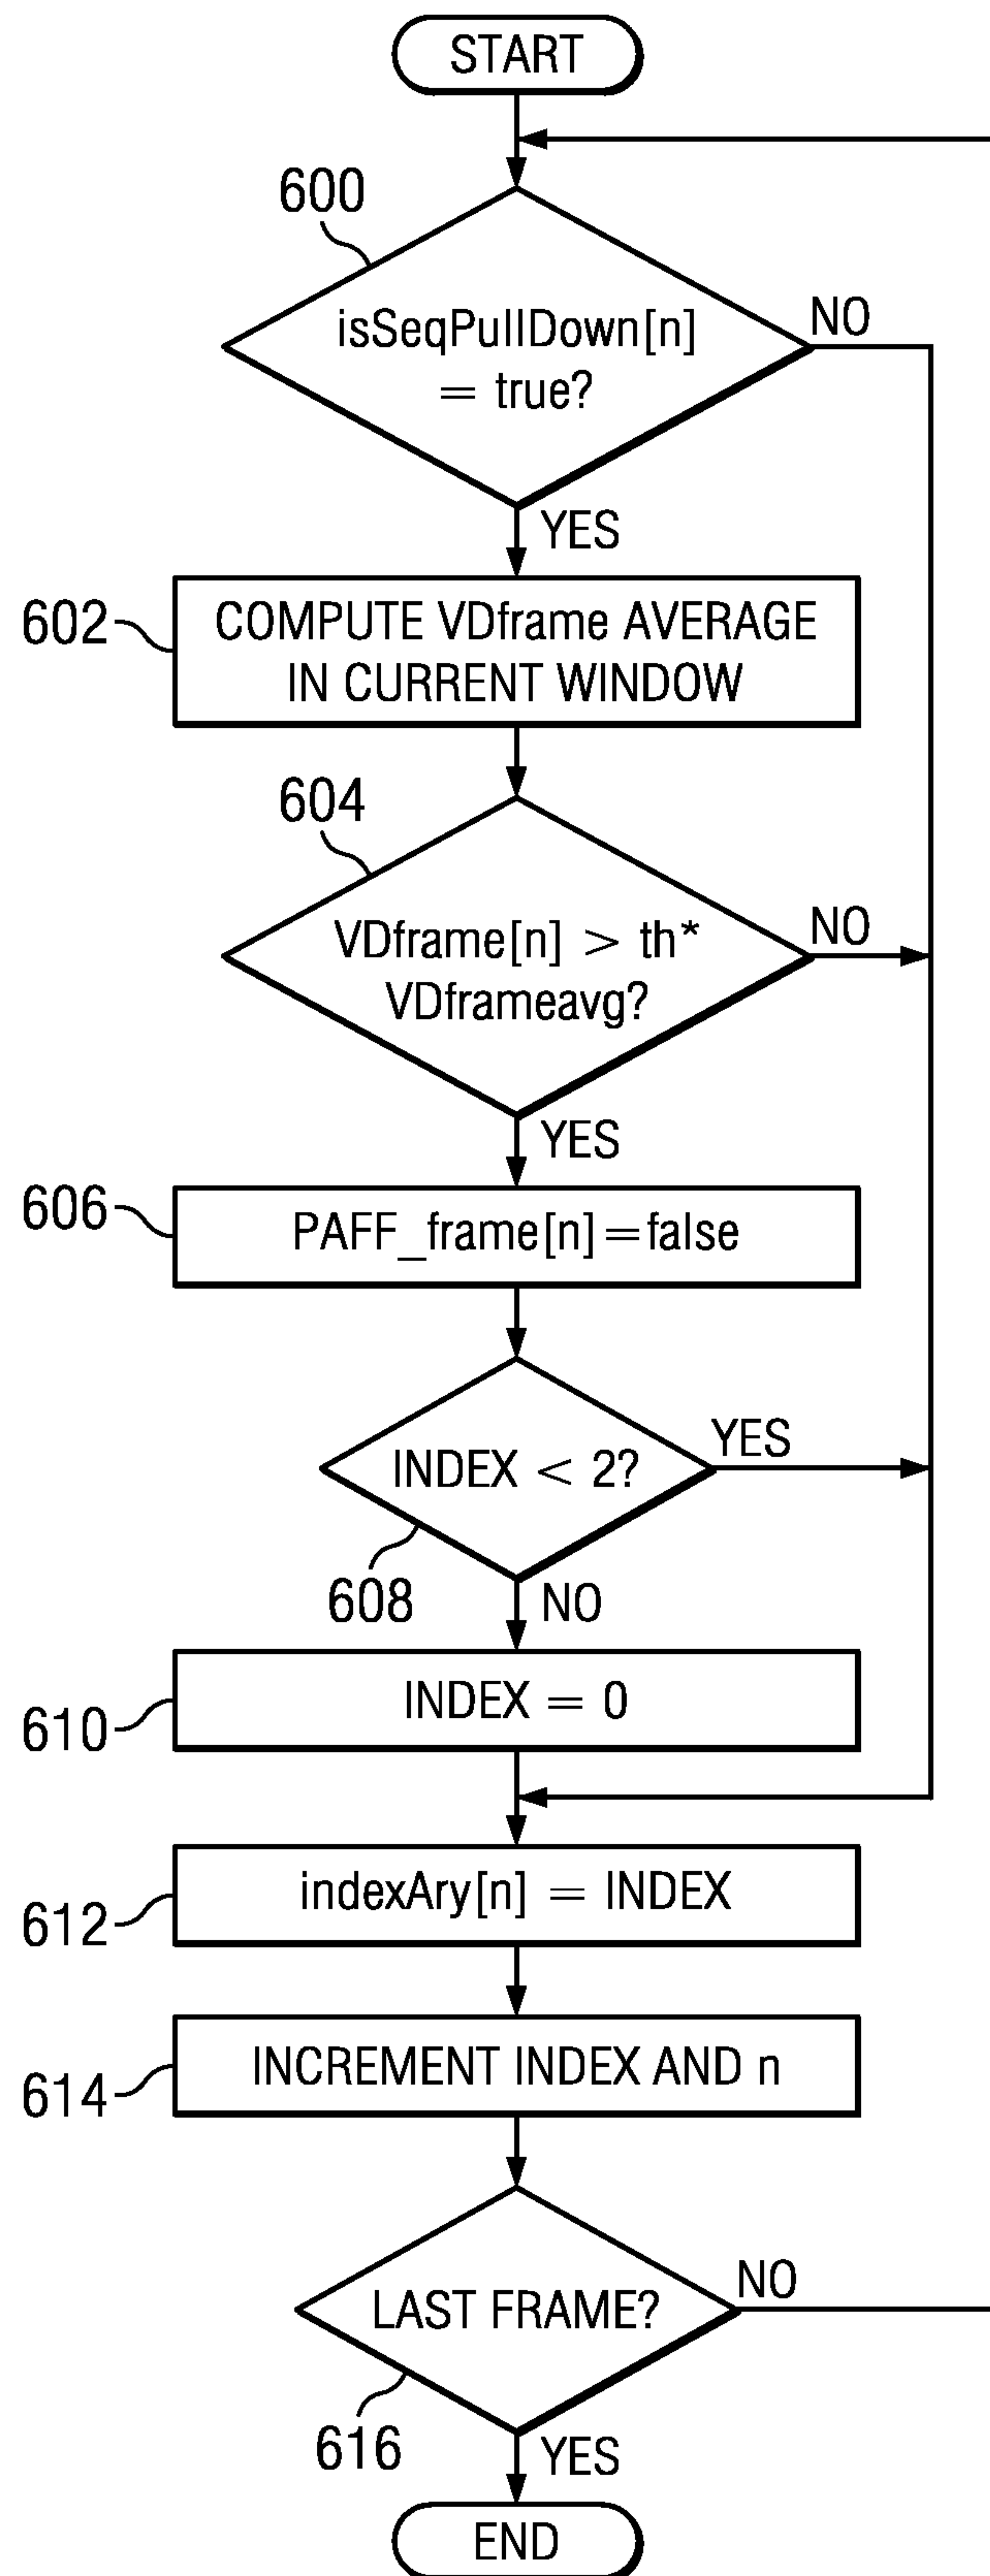 START
600
isSeqPullDown[n]
= true?
NO
YES
602
COMPUTE VDframe AVERAGE
IN CURRENT WINDOW
604
VDframe[n] > th*
VDframeavg?
NO
YES
606
PAFF_frame[n]=false
INDEX < 2?
YES
608
NO
610
INDEX = 0
612
indexAry[n] = INDEX
614
INCREMENT INDEX AND n
LAST FRAME?
NO
616
YES
END